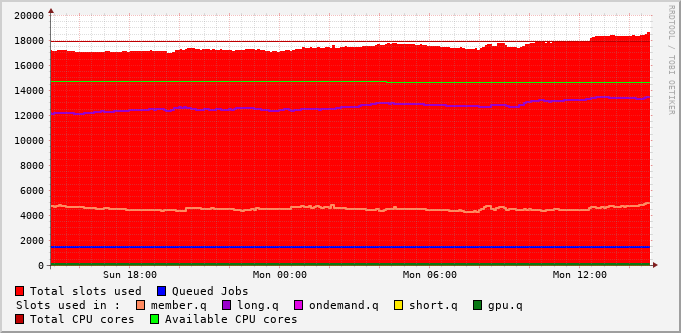 20000
18000
16000
14000
12000
10000
8000
6000
4000
2000
0
Sun 18:00 Mon 00:00 Mon 06:00 Mon 12:00
RRDTOOL / TOBI OETIKER
Total slots used Queued Jobs
Slots used in : member.q long.q ondemand.q short.q gpu.q
Total CPU cores Available CPU cores